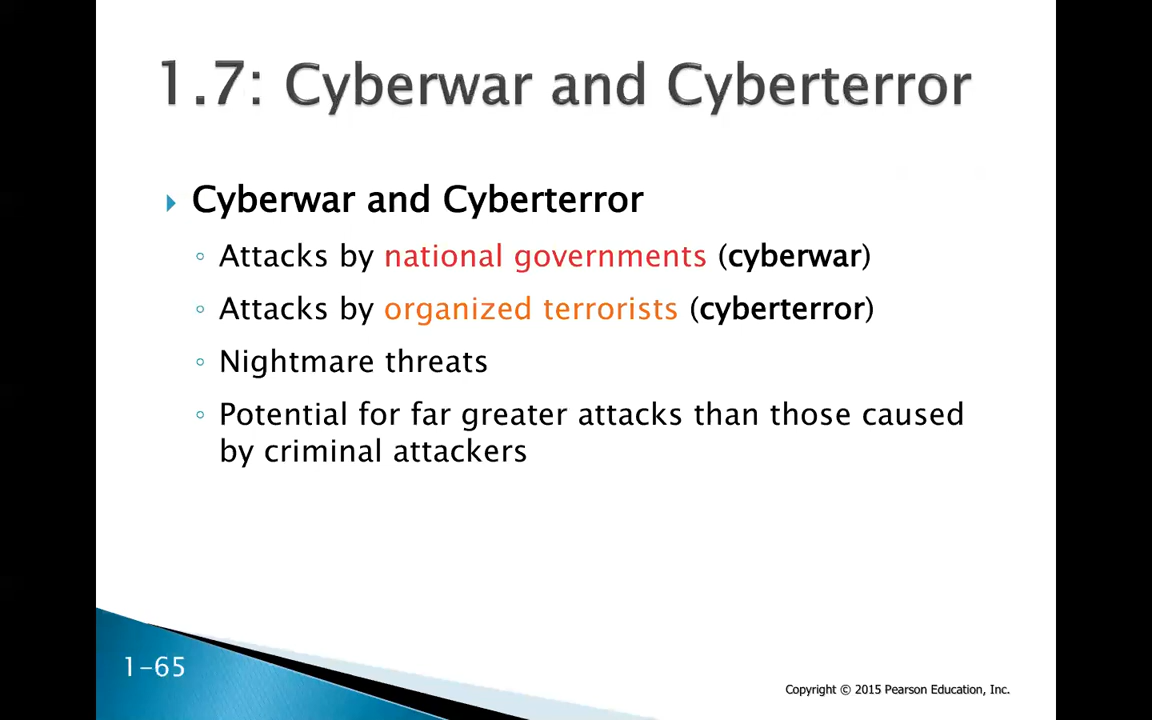 1.7: Cyberwar and Cyberterror
Cyberwar and Cyberterror
Attacks by national governments (cyberwar)
Attacks by organized terrorists (cyberterror)
Nightmare threats
Potential for far greater attacks than those caused
by criminal attackers
1-65
Copyright © 2015 Pearson Education, Inc.